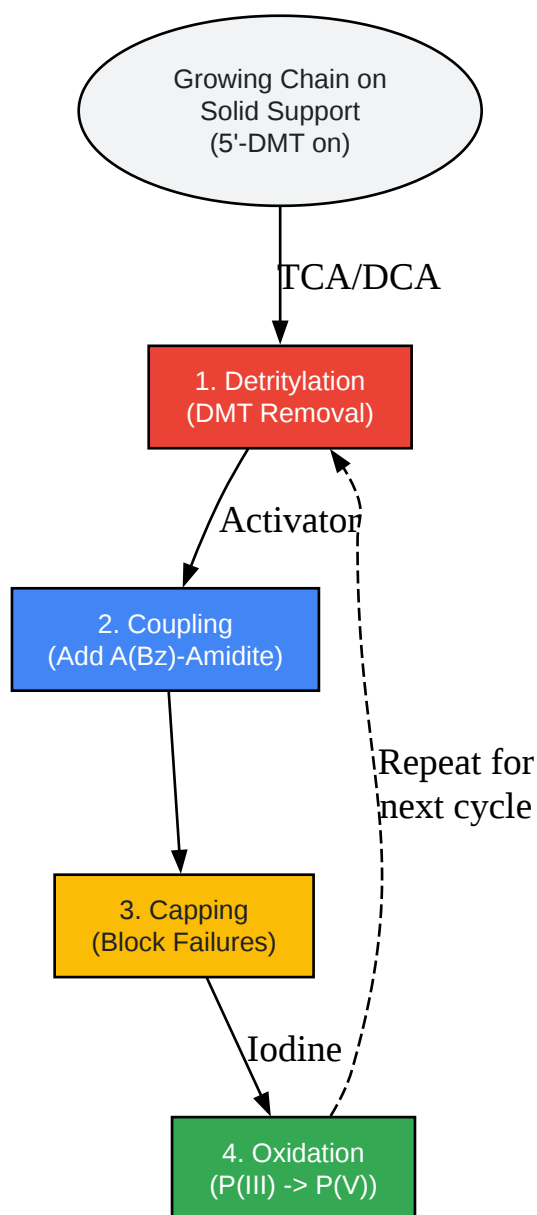 Growing Chain on
Solid Support
(5'-DMT on)
TCA/DCA
1. Detritylation
(DMT Removal)
Activator
2. Coupling
(Add A(Bz)-Amidite)
Repeat for
next cycle
3. Capping
(Block Failures)
Iodine
4. Oxidation
(P(III) -> P(V))